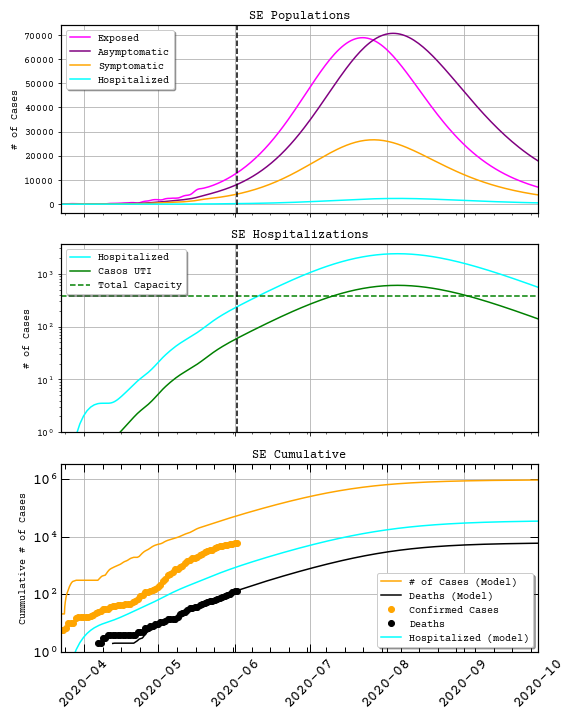 SE Populations
Exposed
Asymptomatic
Symptomatic
Hospitalized
# of Cases
70000
60000
50000
40000
30000
20000
10000
0
SE Hospitalizations
Hospitalized
Casos UTI
Total Capacity
# of Cases
10³
10²
10¹
10⁰
SE Cumulative
Cummulative # of Cases
10⁶
10⁴
10²
10⁰
# of Cases (Model)
Deaths (Model)
Confirmed Cases
Deaths
Hospitalized (model)
2020-04
2020-05
2020-06
2020-07
2020-08
2020-09
2020-10